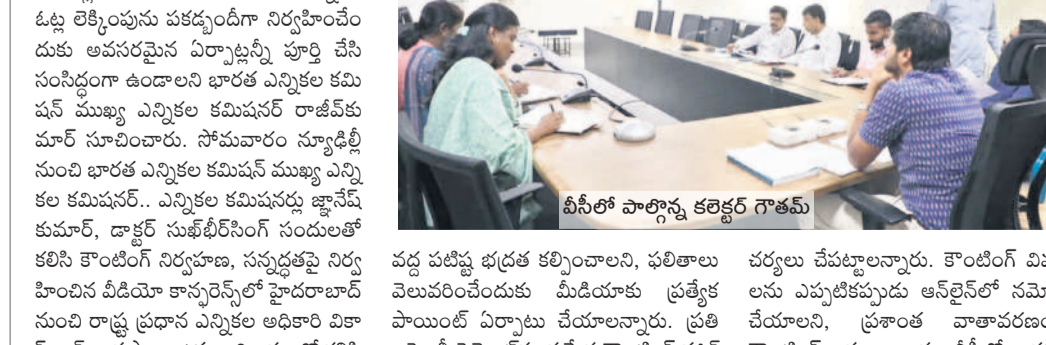 ఓట్ల లెక్కింపును పకడ్బందీగా నిర్వహించేం
దుకు అవసరమైన ఏర్పాట్లన్నీ పూర్తి చేసి
సంసిద్ధంగా ఉండాలని భారత ఎన్నికల కమి
షన్ ముఖ్య ఎన్నికల కమిషనర్ రాజీవ్‌కు
మార్ సూచించారు. సోమవారం న్యూఢిల్లీ
నుంచి భారత ఎన్నికల కమిషన్ ముఖ్య ఎన్ని
కల కమిషనర్.. ఎన్నికల కమిషనర్లు జ్ఞానేష్
కుమార్, డాక్టర్ సుఖ్‌భీర్‌సింగ్ సందులతో
కలిసి కౌంటింగ్ నిర్వహణ, సన్నద్ధతపై నిర్వ
హించిన వీడియో కాన్ఫరెన్స్‌లో హైదరాబాద్
నుంచి రాష్ట్ర ప్రధాన ఎన్నికల అధికారి వికా
వీసీలో పాల్గొన్న కలెక్టర్ గౌతమ్
వద్ద పటిష్ట భద్రత కల్పించాలని, ఫలితాలు
వెలువరించేందుకు మీడియాకు ప్రత్యేక
పాయింట్ ఏర్పాటు చేయాలన్నారు. ప్రతి
చర్యలు చేపట్టాలన్నారు. కౌంటింగ్
లను ఎప్పటికప్పుడు ఆన్‌లైన్‌లో నమో
చేయాలని, ప్రశాంత వాతావరణం